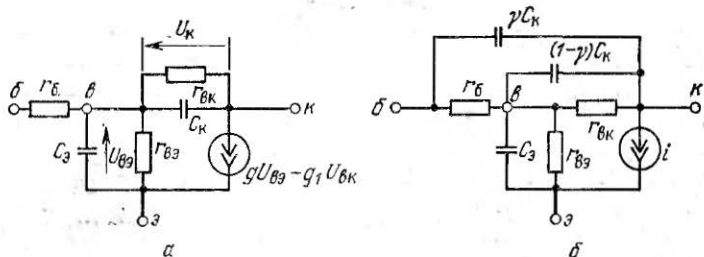 Uк
rвк
б rб в
Cк
к
Cэ
Uвэ
rвэ
gUвэ – g₁Uвк
э
а
γCк
(1–γ)Cк
б rб в
rвк
к
Cэ
rвэ
i
э
б